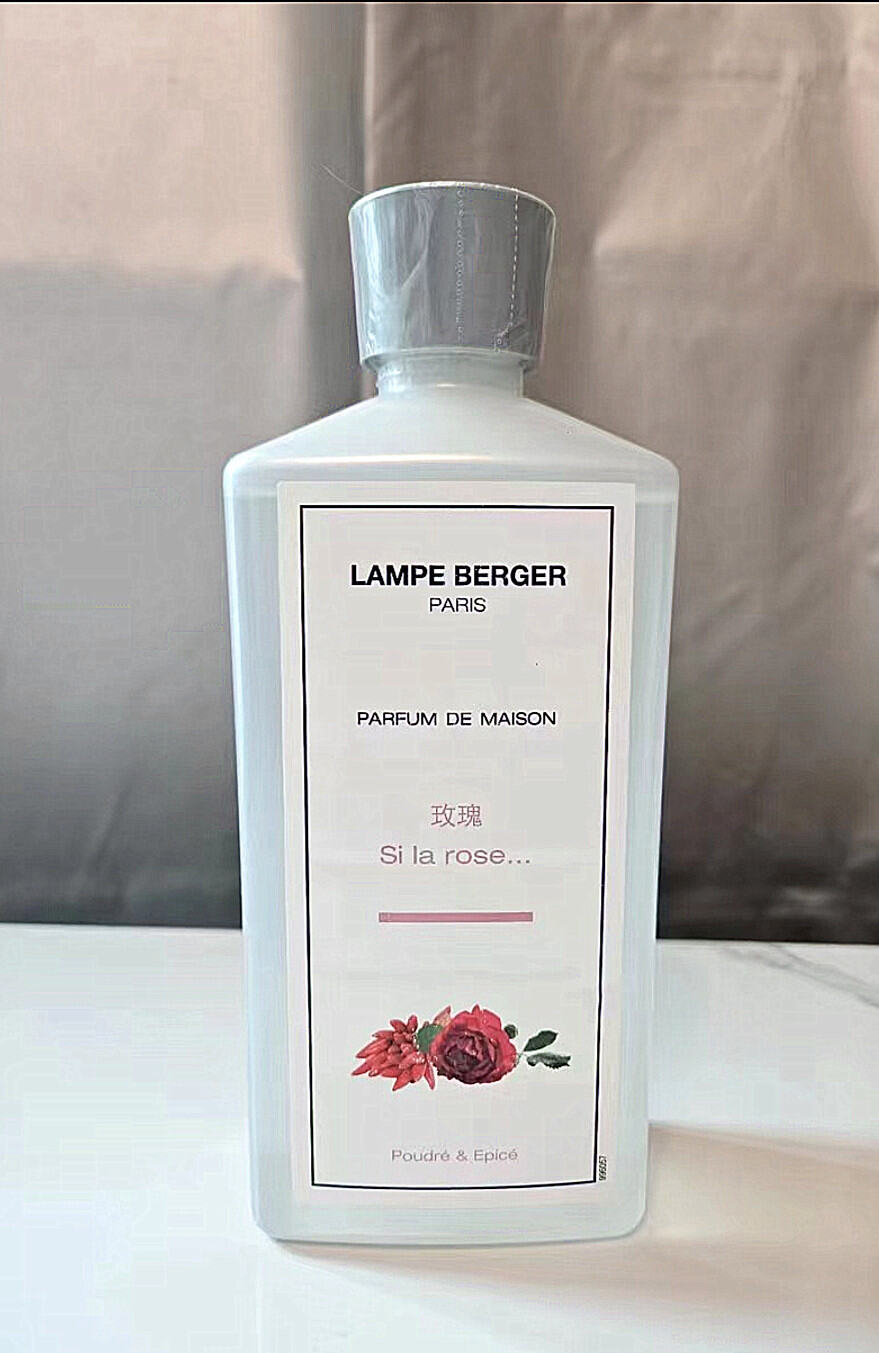 LAMPE BERGER
PARIS
PARFUM DE MAISON
玫瑰
Si la rose...
Poudré & Epicé